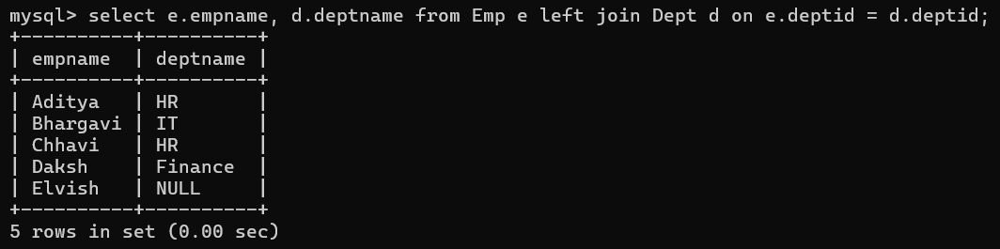 mysql> select e.empname, d.deptname from Emp e left join Dept d on e.deptid = d.deptid;
+----------+----------+
| empname  | deptname |
+----------+----------+
| Aditya   | HR       |
| Bhargavi | IT       |
| Chhavi   | HR       |
| Daksh    | Finance  |
| Elvish   | NULL     |
+----------+----------+
5 rows in set (0.00 sec)